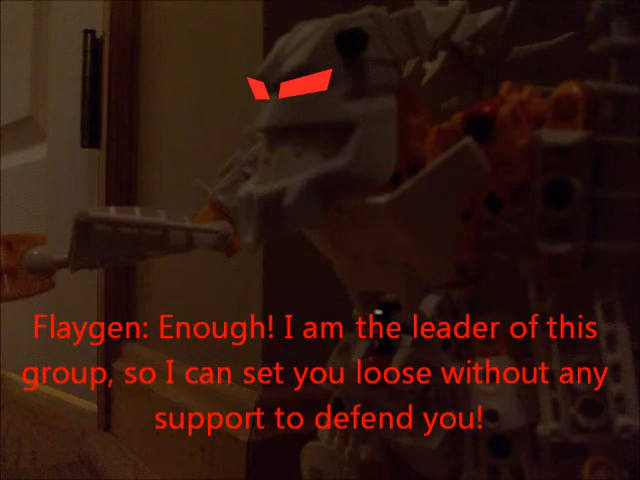 Flaygen: Enough! I am the leader of this
group, so I can set you loose without any
support to defend you!